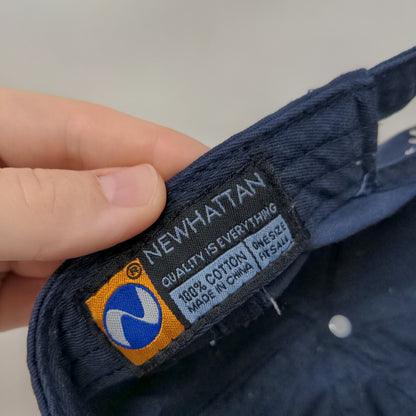 NEWHATTAN
QUALITY IS EVERYTHING
100% COTTON
MADE IN CHINA
ONE SIZE
FITS ALL
®